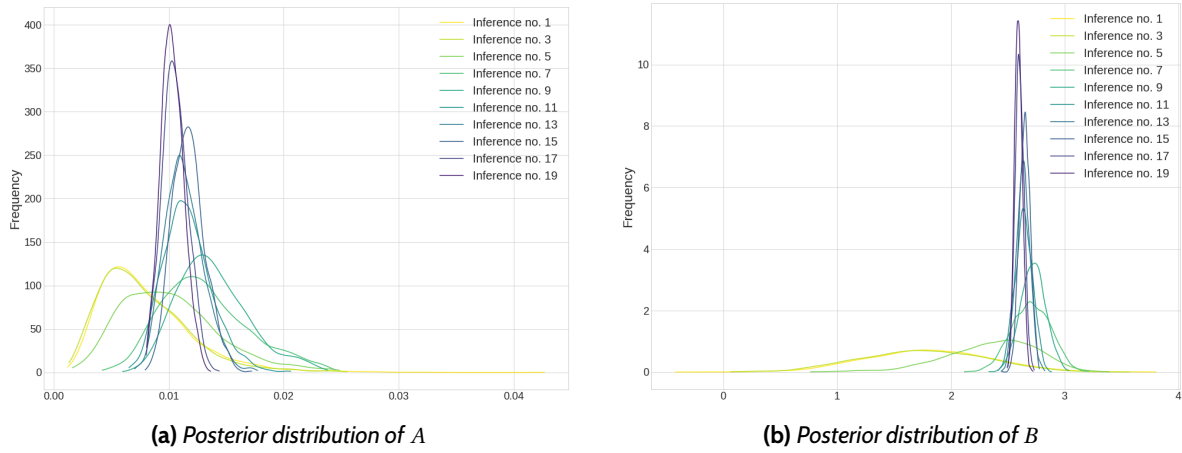 400
350
300
250
200
150
100
50
0
Frequency
0.00
0.01
0.02
0.03
0.04
Inference no. 1
Inference no. 3
Inference no. 5
Inference no. 7
Inference no. 9
Inference no. 11
Inference no. 13
Inference no. 15
Inference no. 17
Inference no. 19
(a) Posterior distribution of A
10
8
6
4
2
0
Frequency
0
1
2
3
4
Inference no. 1
Inference no. 3
Inference no. 5
Inference no. 7
Inference no. 9
Inference no. 11
Inference no. 13
Inference no. 15
Inference no. 17
Inference no. 19
(b) Posterior distribution of B